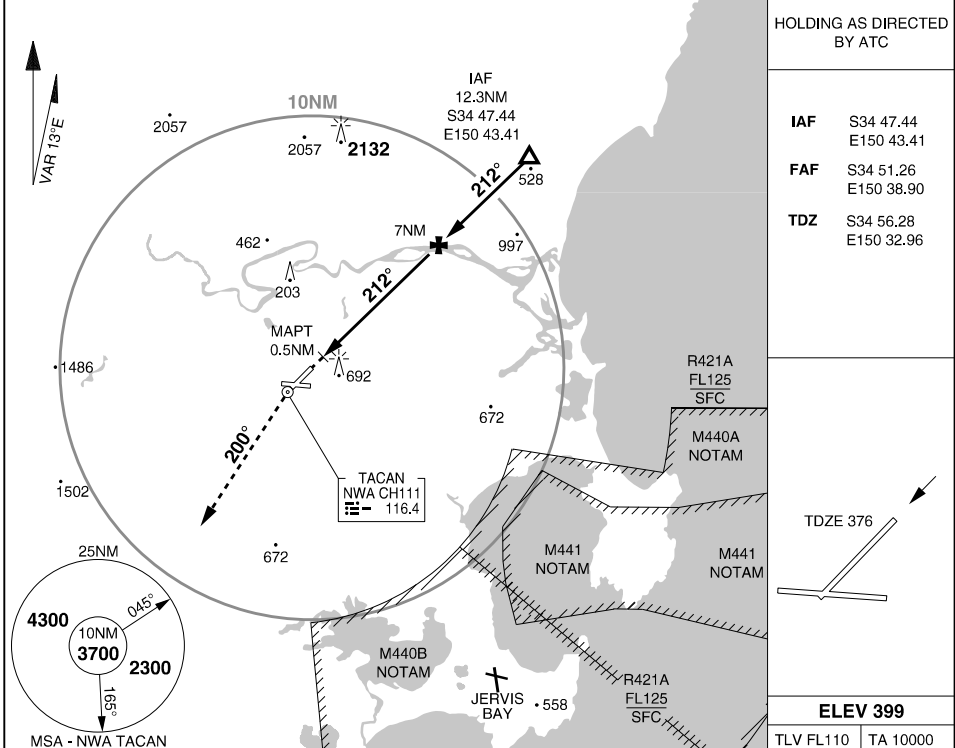 HOLDING AS DIRECTED
BY ATC
IAF
12.3NM
S34 47.44
E150 43.41
10NM
VAR 13°E
2057
2057
2132
528
212°
IAF S34 47.44
E150 43.41
FAF S34 51.26
E150 38.90
TDZ S34 56.28
E150 32.96
7NM
997
462
203
212°
MAPT
0.5NM
692
1486
672
200°
R421A
FL125
SFC
M440A
NOTAM
TACAN
NWA CH111
116.4
1502
672
M441
NOTAM
M441
NOTAM
TDZE 376
25NM
4300
045°
10NM
3700
2300
165°
MSA - NWA TACAN
M440B
NOTAM
JERVIS
BAY
558
R421A
FL125
SFC
ELEV 399
TLV FL110 TA 10000